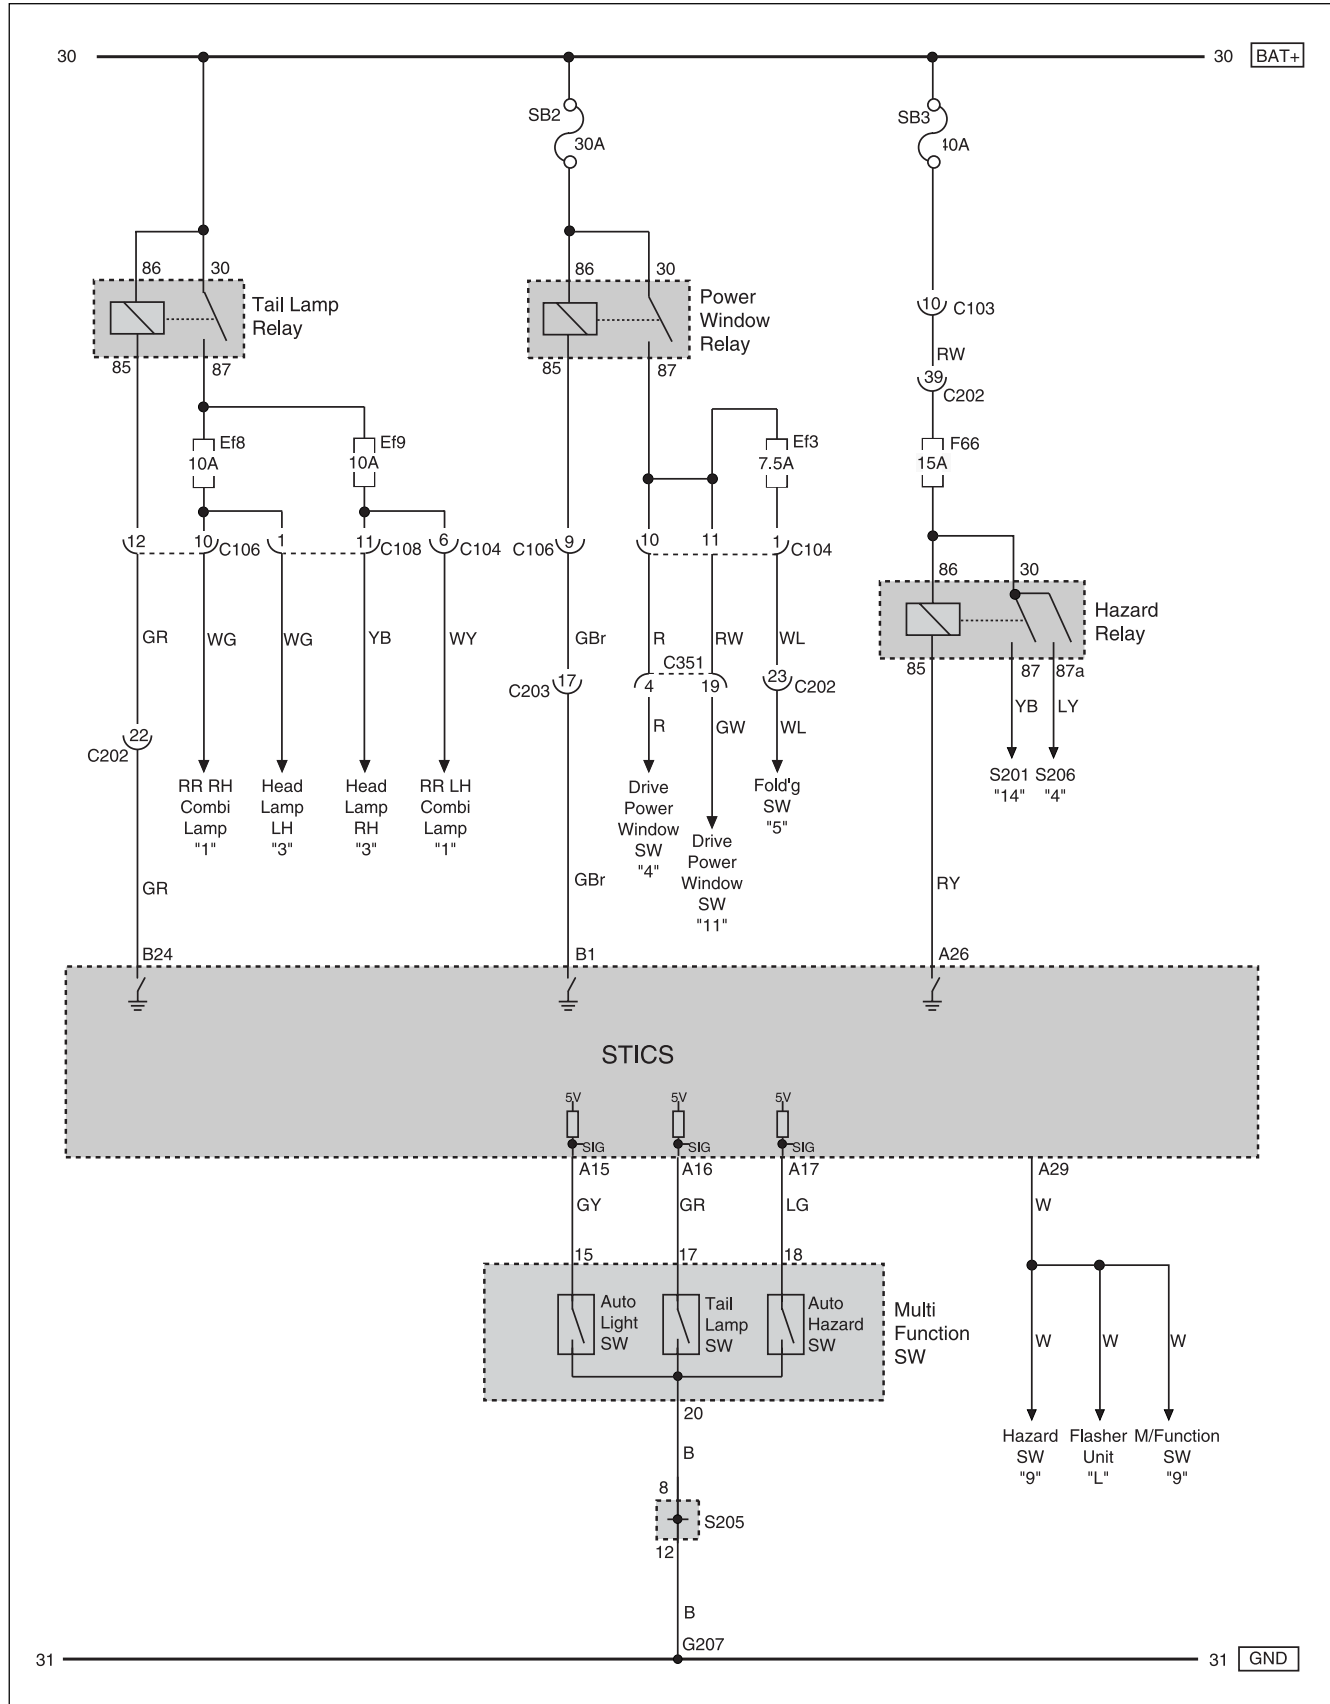 30
30 BAT+
SB2
30A
SB3
40A
86 30
Tail Lamp
Relay
85 87
86 30
Power
Window
Relay
85 87
10 C103
RW
39
C202
Ef8
10A
Ef9
10A
Ef3
7.5A
F66
15A
12 10 C106 1 11 C108 6 C104
C106 9 10 11 1 C104
86 30
Hazard
Relay
85 87 87a
GR WG WG YB WY GBr R RW WL
C351
C203 17 4 19 23 C202
YB LY
R GW WL
22
C202
S201
"14"
S206
"4"
RR RH
Combi
Lamp
"1"
Head
Lamp
LH
"3"
Head
Lamp
RH
"3"
RR LH
Combi
Lamp
"1"
Drive
Power
Window
SW
"4"
Drive
Power
Window
SW
"11"
Fold'g
SW
"5"
GR GBr RY
B24 B1 A26
STICS
5V 5V 5V
SIG SIG SIG
A15 A16 A17 A29
GY GR LG W
15 17 18
Auto
Light
SW
Tail
Lamp
SW
Auto
Hazard
SW
Multi
Function
SW
W W W
20
B
Hazard
SW
"9"
Flasher
Unit
"L"
M/Function
SW
"9"
8
S205
12
B
G207
31
31 GND